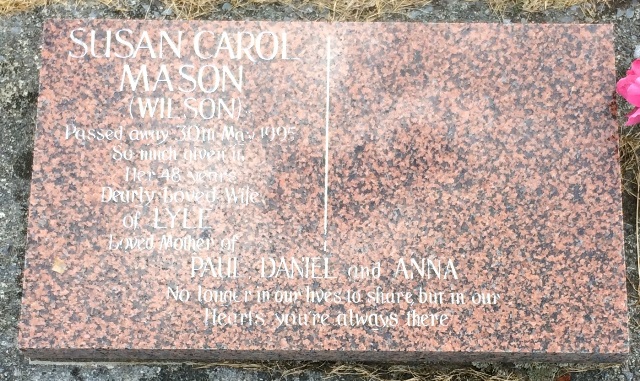 SUSAN CAROL
MASON
(WILSON)
Passed away 30th May 1995
So much given in
Her 48 years
Dearly loved Wife
of LYLE
Loved Mother of
PAUL DANIEL and ANNA
No longer in our lives to share but in our
Hearts you're always there